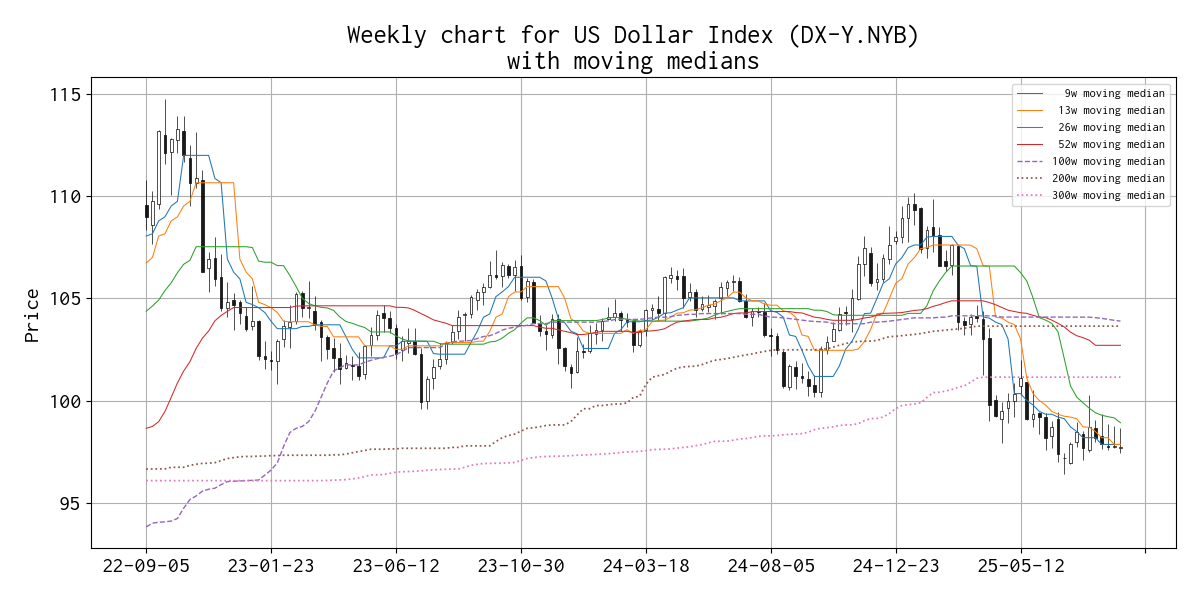 Weekly chart for US Dollar Index (DX-Y.NYB)
with moving medians
115
110
105
100
95
Price
9w moving median
13w moving median
26w moving median
52w moving median
100w moving median
200w moving median
300w moving median
22-09-05 23-01-23 23-06-12 23-10-30 24-03-18 24-08-05 24-12-23 25-05-12